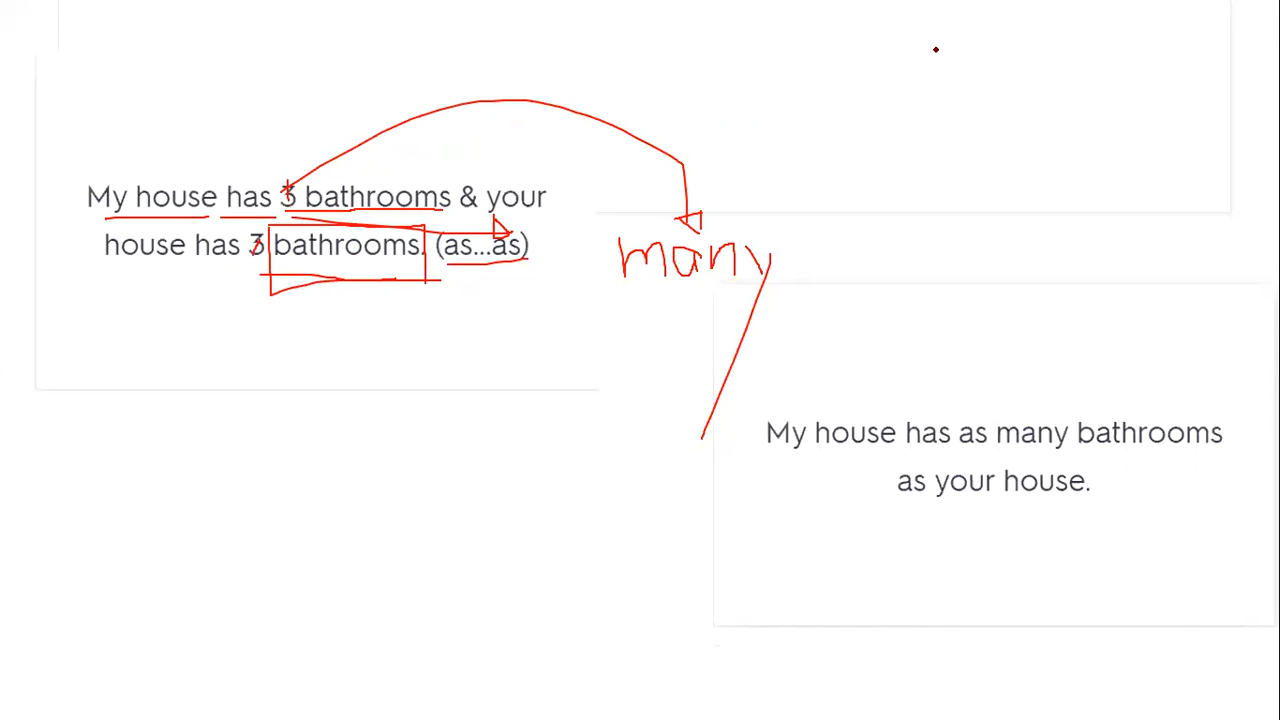 My house has 3 bathrooms & your
house has 3 bathrooms. (as...as)
many
My house has as many bathrooms
as your house.